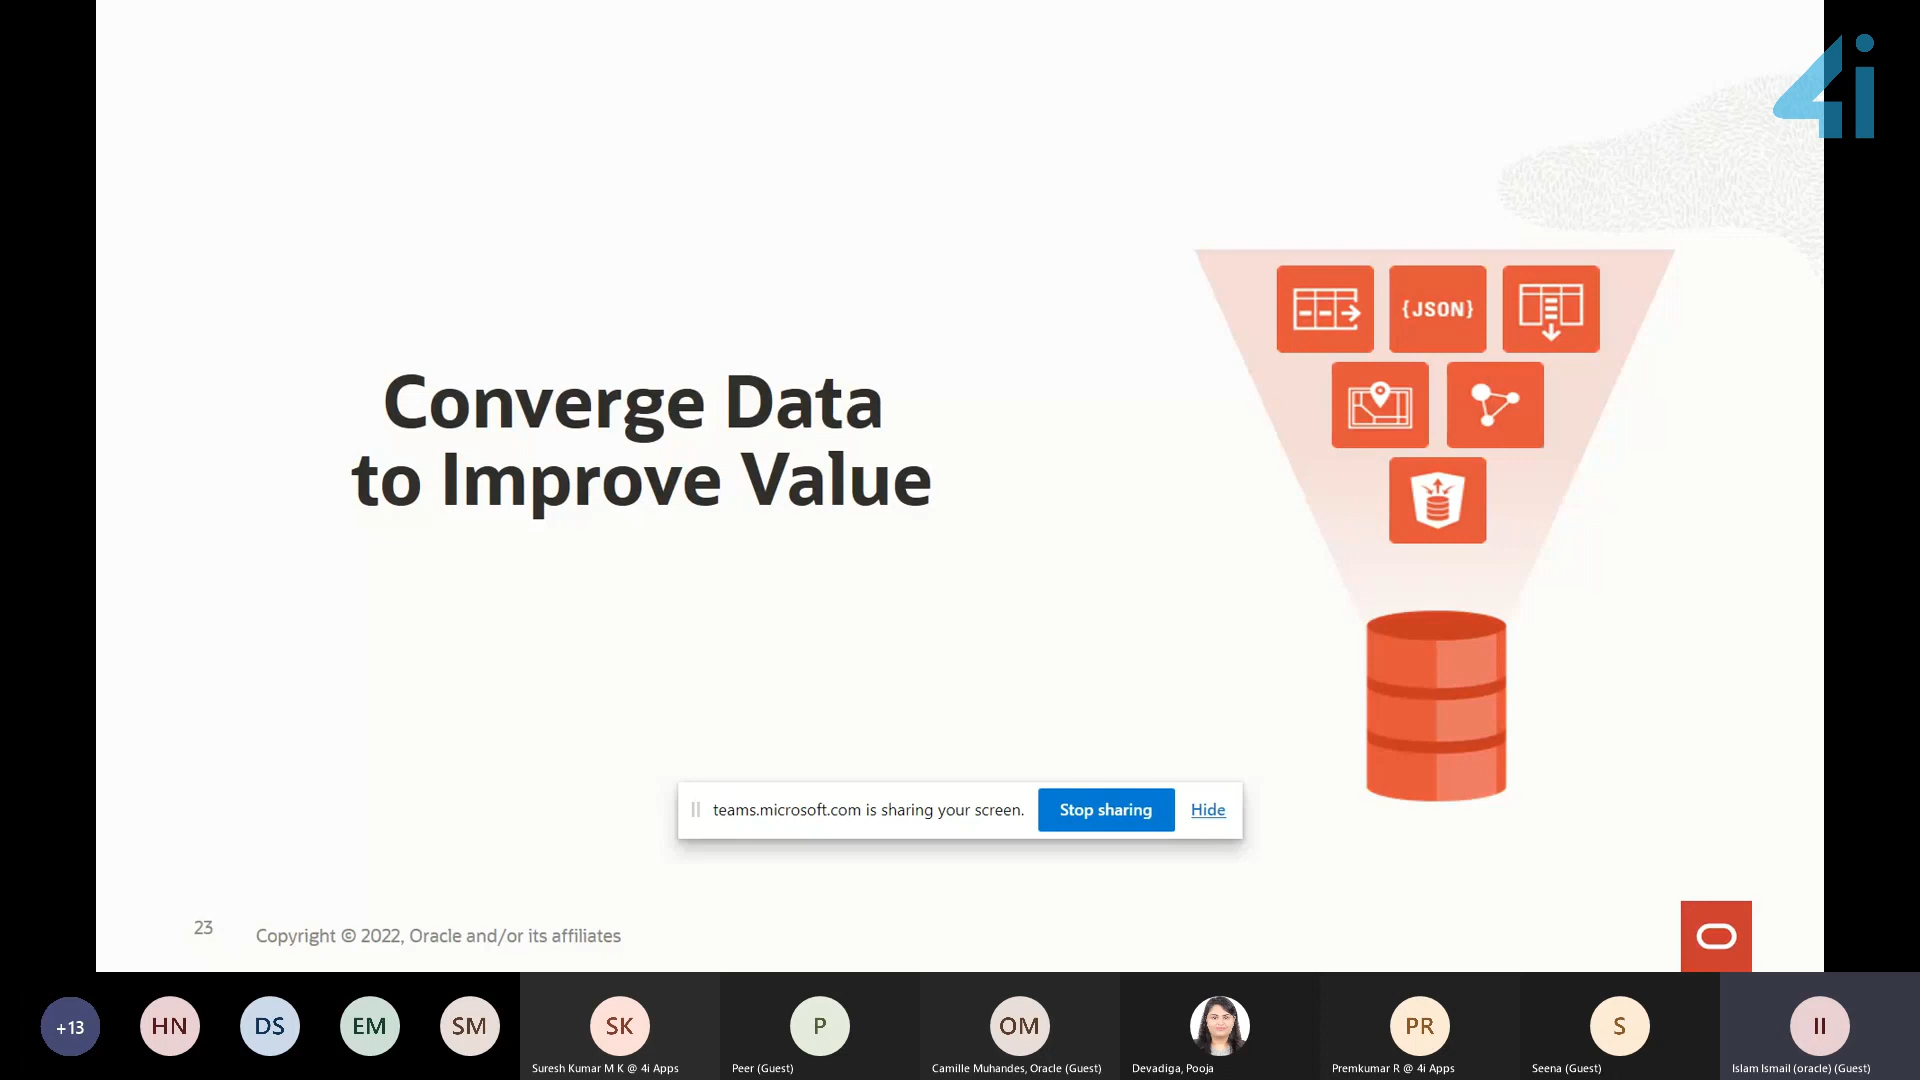 4i
{JSON}
Converge Data
to Improve Value
teams.microsoft.com is sharing your screen.
Stop sharing
Hide
23
Copyright © 2022, Oracle and/or its affiliates
+13
HN
DS
EM
SM
SK
P
OM
PR
S
II
Suresh Kumar M K @ 4i Apps
Peer (Guest)
Camille Muhandes, Oracle (Guest)
Devadiga, Pooja
Premkumar R @ 4i Apps
Seena (Guest)
Islam Ismail (oracle) (Guest)